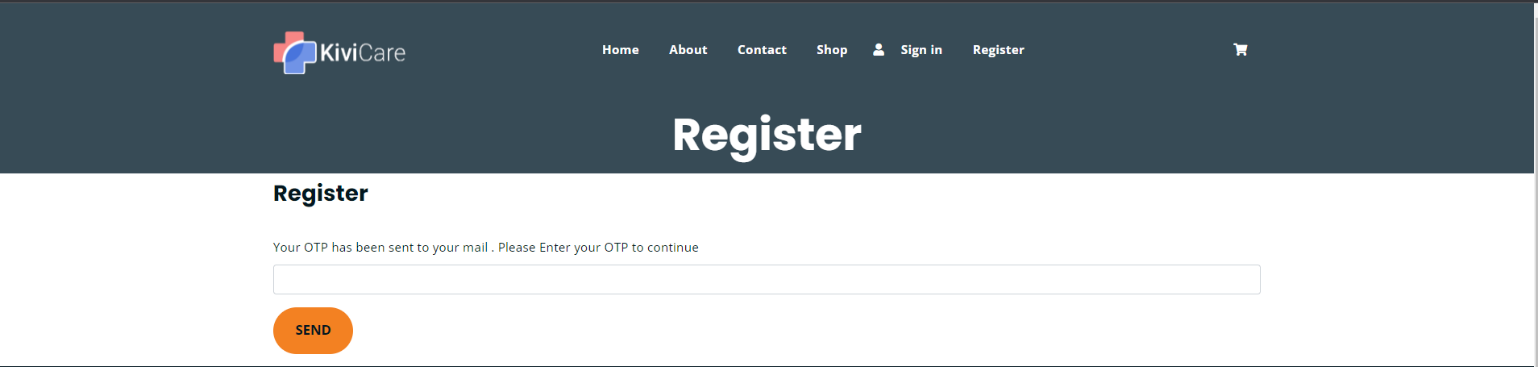 KiviCare Home About Contact Shop Sign in Register
Register
Register
Your OTP has been sent to your mail . Please Enter your OTP to continue
SEND